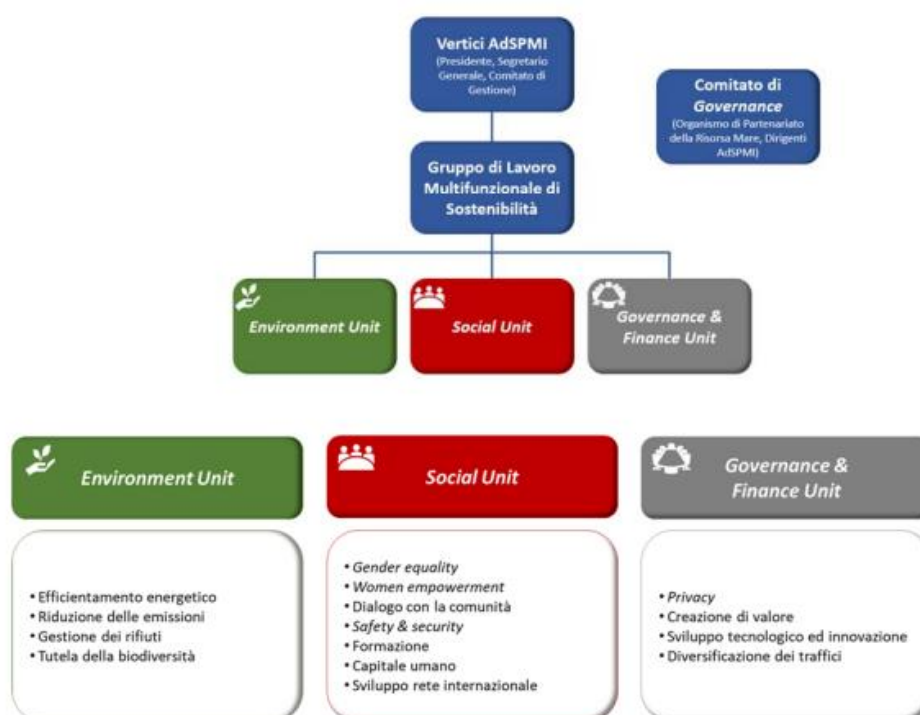 Vertici AdSPMI
(Presidente, Segretario
Generale, Comitato di
Gestione)
Comitato di
Governance
(Organismo di Partenariato
della Risorsa Mare, Dirigenti
AdSPMI)
Gruppo di Lavoro
Multifunzionale di
Sostenibilità
Environment Unit
Social Unit
Governance &
Finance Unit
Environment Unit
• Efficientamento energetico
• Riduzione delle emissioni
• Gestione dei rifiuti
• Tutela della biodiversità
Social Unit
• Gender equality
• Women empowerment
• Dialogo con la comunità
• Safety & security
• Formazione
• Capitale umano
• Sviluppo rete internazionale
Governance &
Finance Unit
• Privacy
• Creazione di valore
• Sviluppo tecnologico ed innovazione
• Diversificazione dei traffici